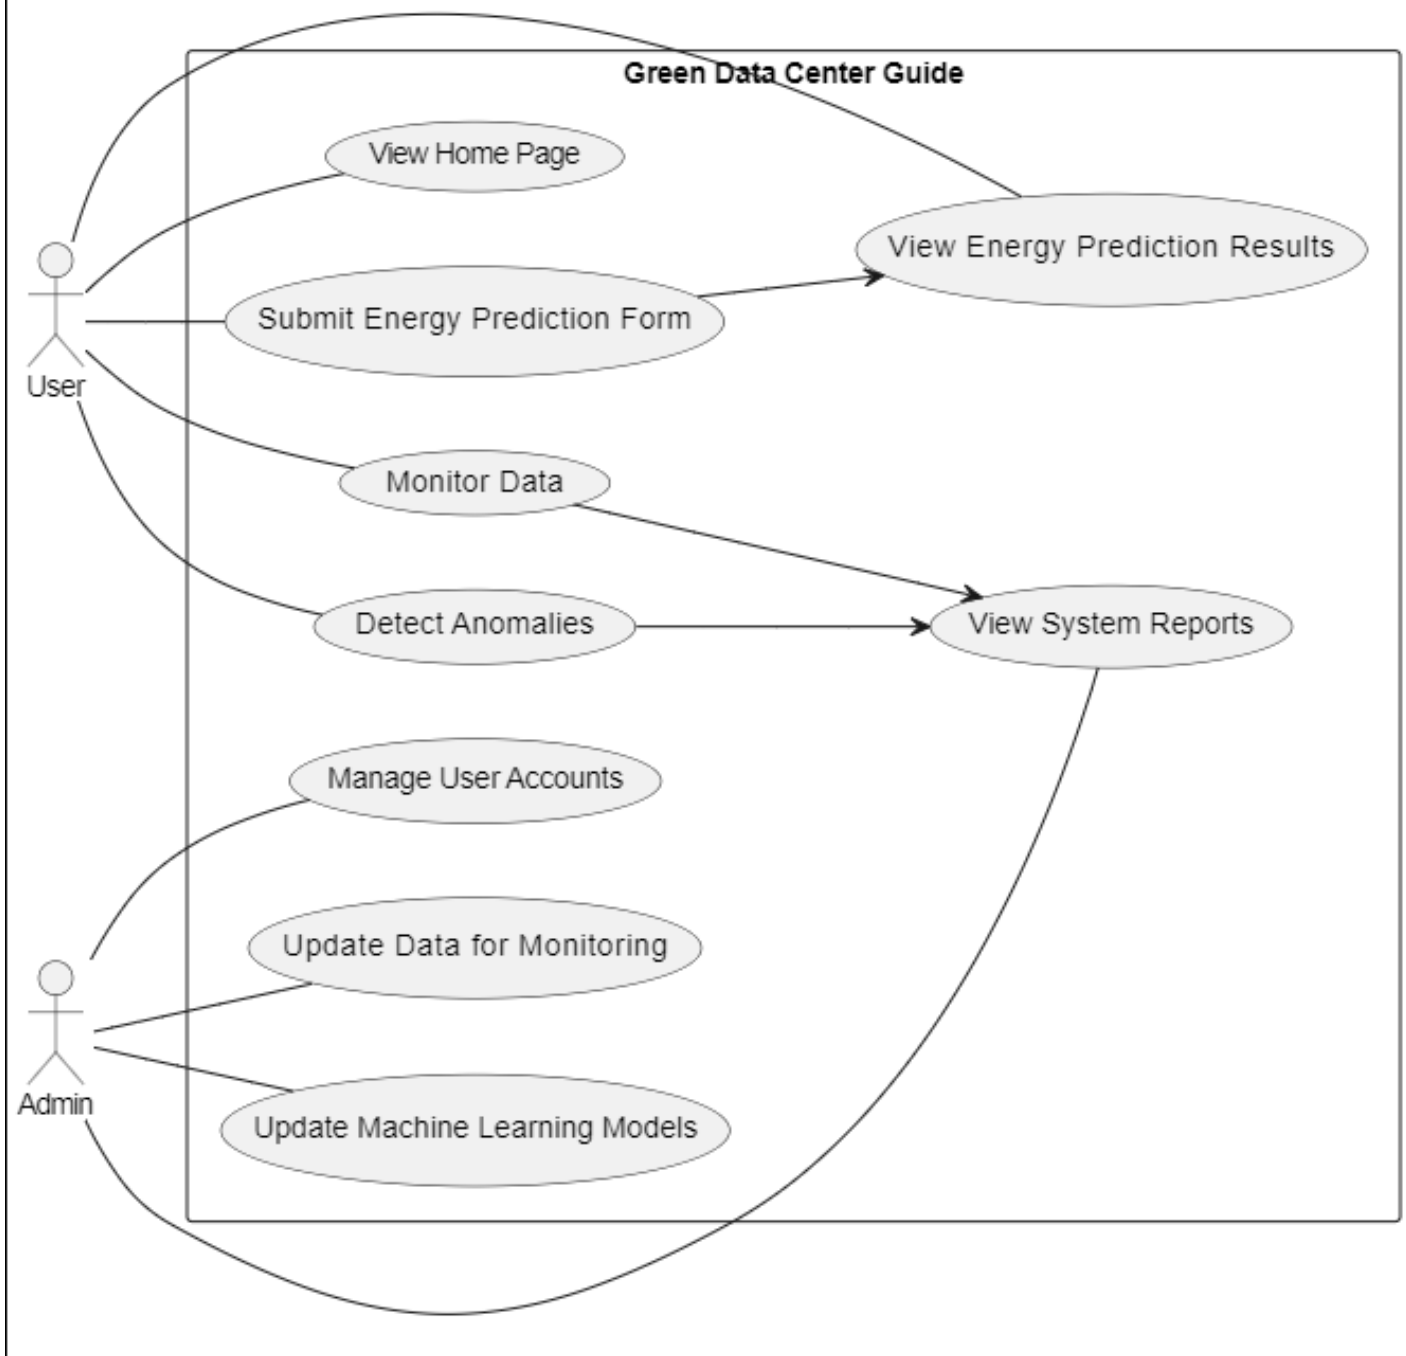 Green Data Center Guide
View Home Page
View Energy Prediction Results
Submit Energy Prediction Form
User
Monitor Data
Detect Anomalies
View System Reports
Manage User Accounts
Update Data for Monitoring
Admin
Update Machine Learning Models